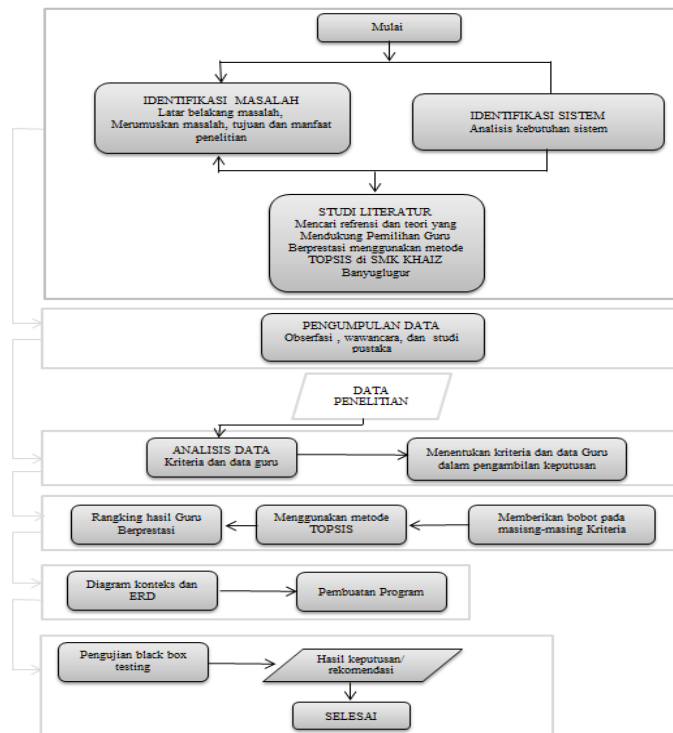 Mulai
IDENTIFIKASI MASALAH
Latar belakang masalah,
Merumuskan masalah, tujuan dan manfaat
penelitian
IDENTIFIKASI SISTEM
Analisis kebutuhan sistem
STUDI LITERATUR
Mencari refrensi dan teori yang
Mendukung Pemilihan Guru
Berprestasi menggunakan metode
TOPSIS di SMK KHAIZ
Banyuglugur
PENGUMPULAN DATA
Obserfasi , wawancara, dan studi
pustaka
DATA
PENELITIAN
ANALISIS DATA
Kriteria dan data guru
Menentukan kriteria dan data Guru
dalam pengambilan keputusan
Rangking hasil Guru
Berprestasi
Menggunakan metode
TOPSIS
Memberikan bobot pada
masisng-masing Kriteria
Diagram konteks dan
ERD
Pembuatan Program
Pengujian black box
testing
Hasil keputusan/
rekomendasi
SELESAI